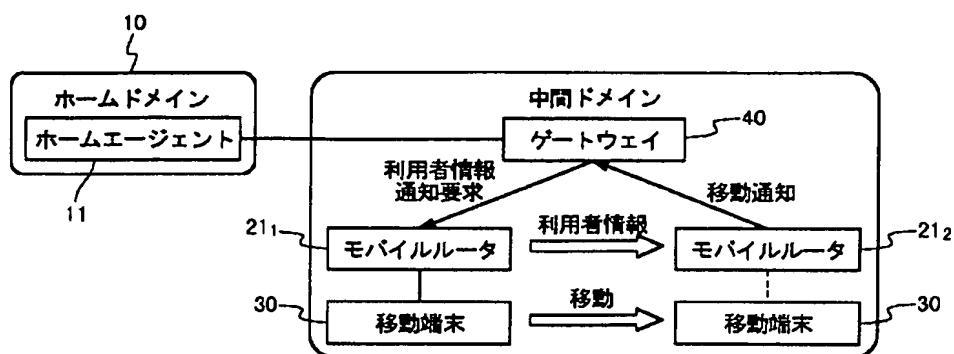 10
ホームドメイン
ホームエージェント
11
中間ドメイン
ゲートウェイ
40
利用者情報
通知要求
移動通知
21₁
モバイルルータ
利用者情報
モバイルルータ
21₂
30
移動端末
移動
移動端末
30